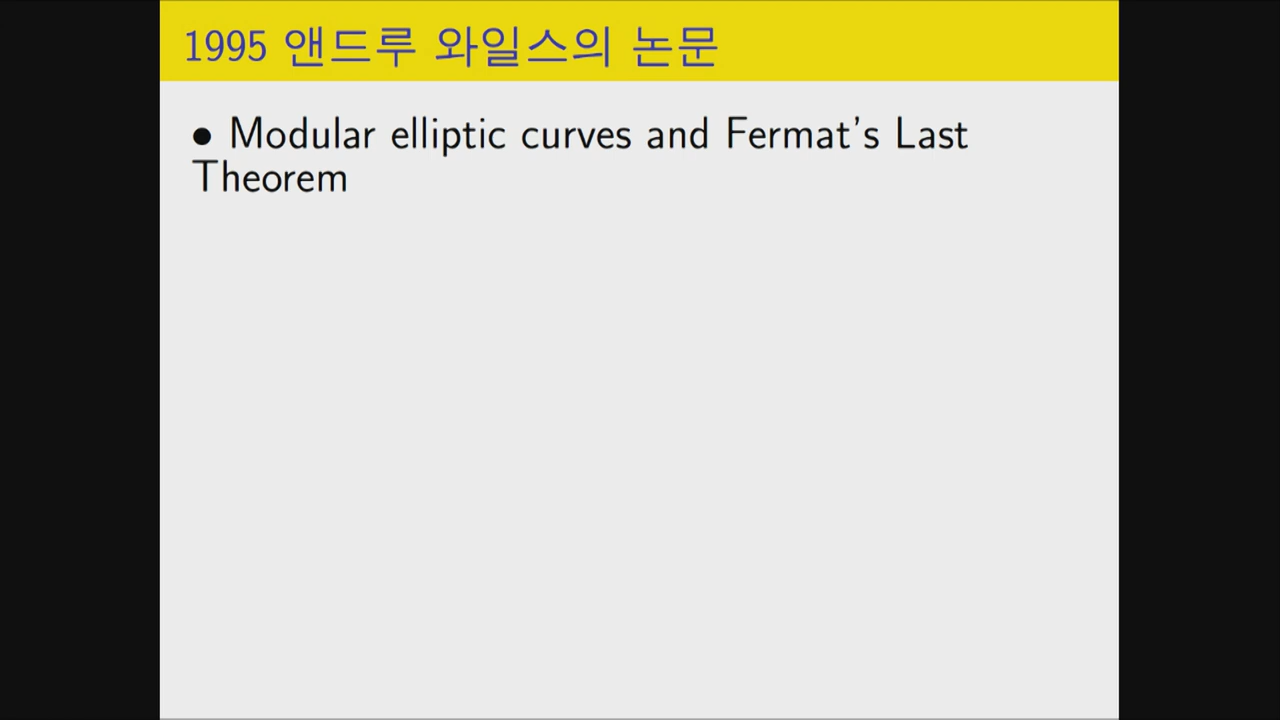 1995 앤드루 와일스의 논문
● Modular elliptic curves and Fermat's Last
Theorem